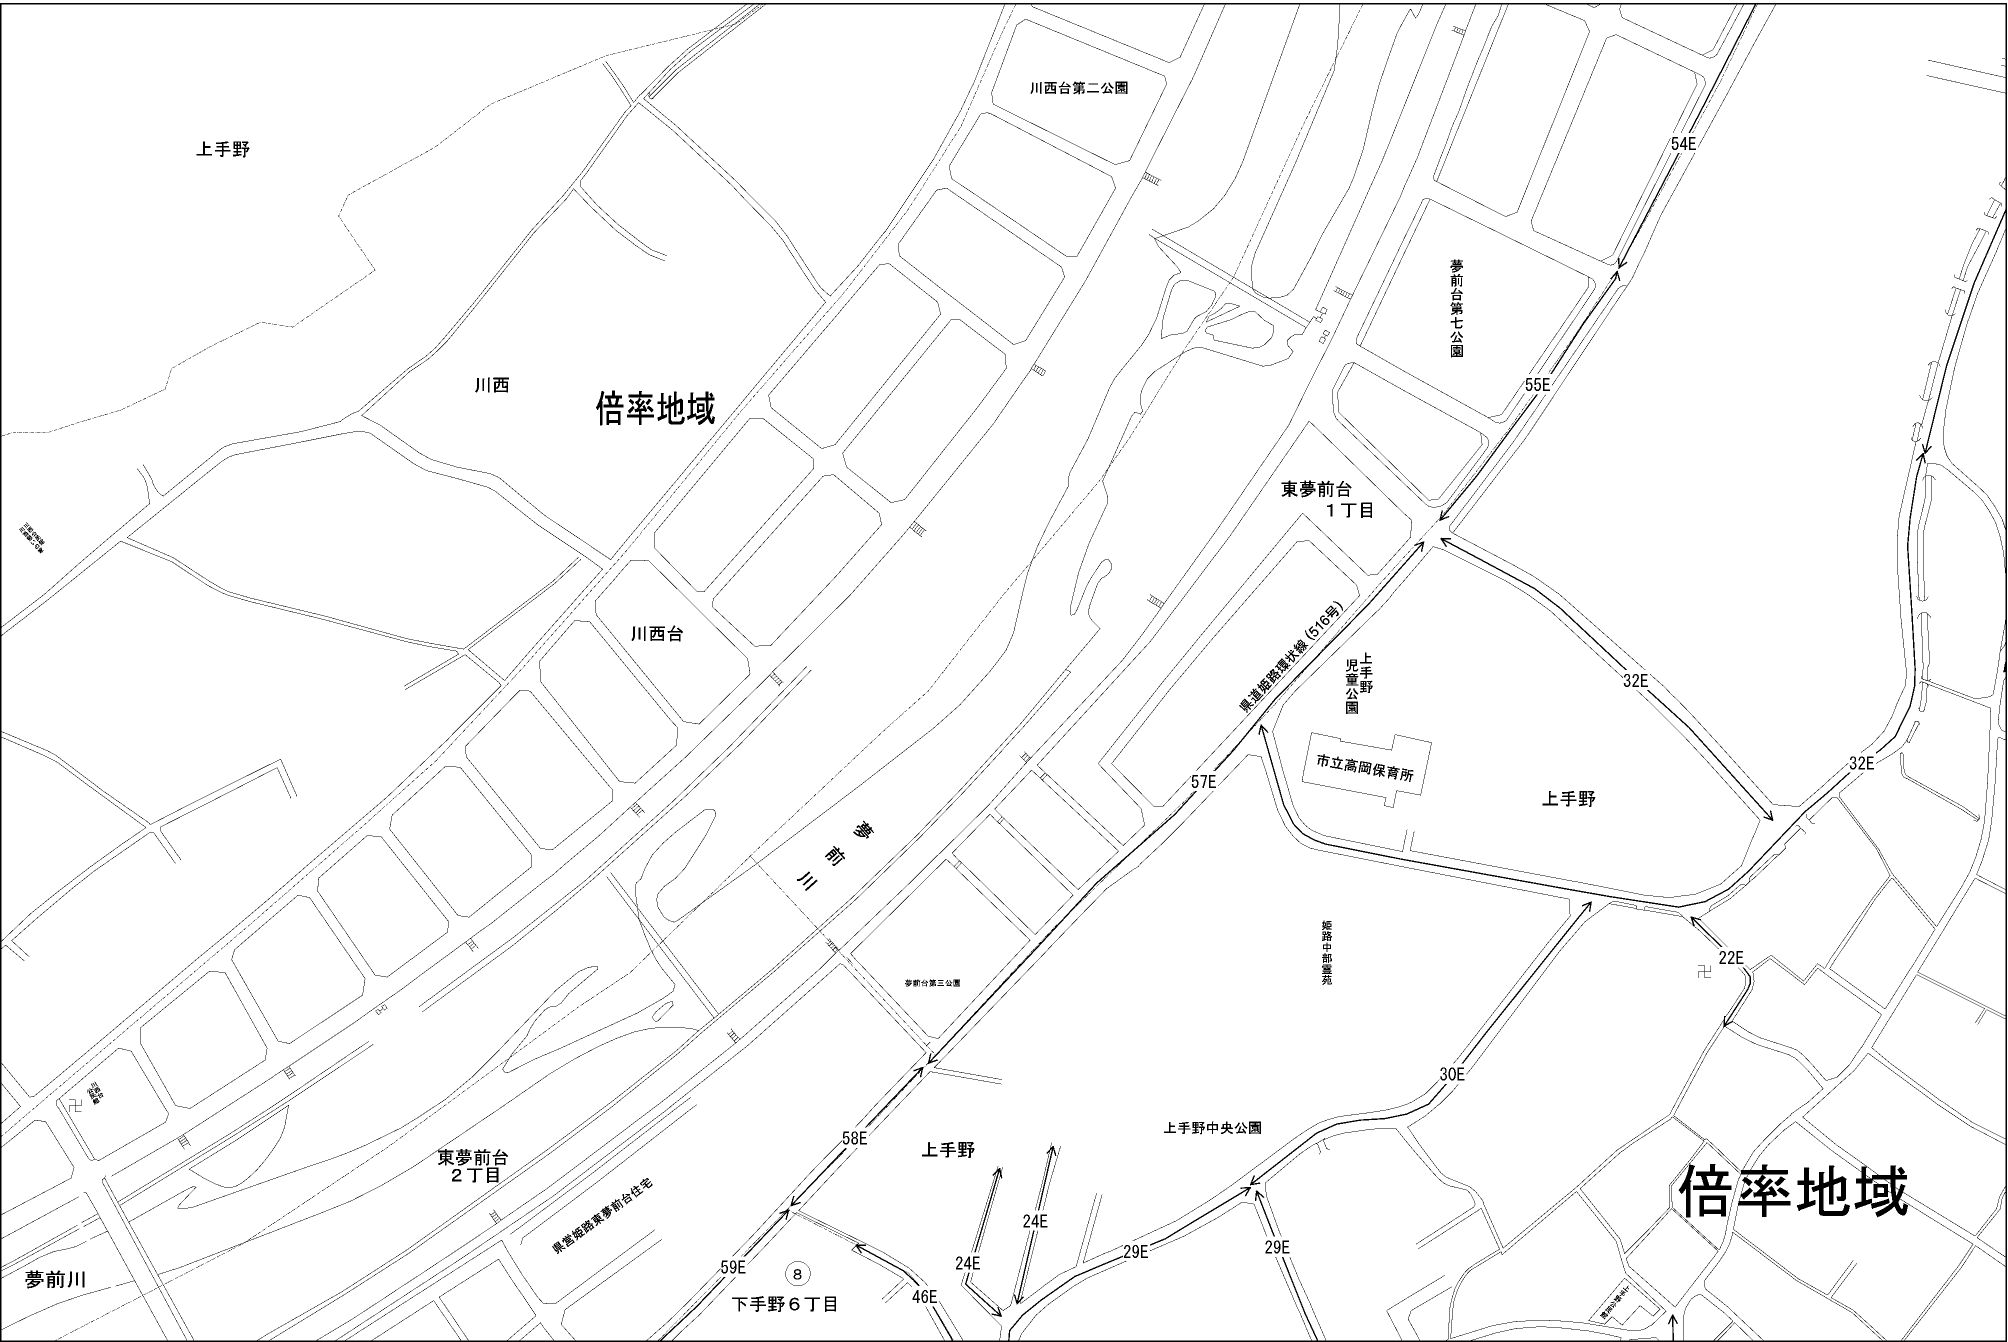 川西台第二公園
54E
上手野
夢前台第七公園
川西
倍率地域
55E
東夢前台
１丁目
県道姫路環状線(516号)
川西台
上手野
児童公園
32E
市立高岡保育所
32E
57E
上手野
夢前川
姫路中部霊苑
22E
夢前台第三公園
30E
川西台
公民館
上手野中央公園
58E
上手野
東夢前台
２丁目
倍率地域
県営姫路東夢前台住宅
24E
29E
29E
24E
59E
夢前川
8
46E
下手野６丁目